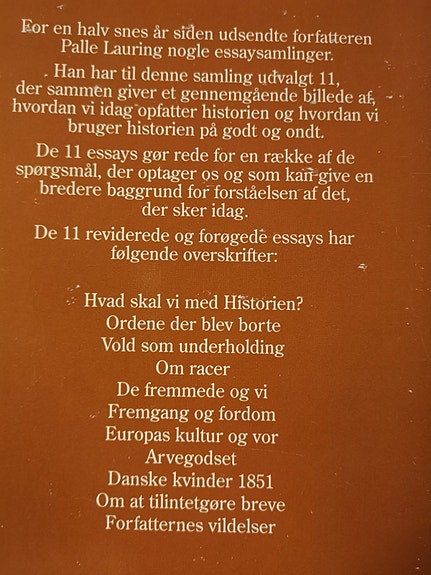 For en halv snes år siden udsendte forfatteren
Palle Lauring nogle essaysamlinger.
Han har til denne samling udvalgt 11,
der sammen giver et gennemgående billede af,
hvordan vi idag opfatter historien og hvordan vi
bruger historien på godt og ondt.
De 11 essays gør rede for en række af de
spørgsmål, der optager os og som kan give en
bredere baggrund for forståelsen af det,
der sker idag.
De 11 reviderede og forøgede essays har
følgende overskrifter:
Hvad skal vi med Historien?
Ordene der blev borte
Vold som underholding
Om racer
De fremmede og vi
Fremgang og fordom
Europas kultur og vor
Arvegodset
Danske kvinder 1851
Om at tilintetgøre breve
Forfatternes vildelser